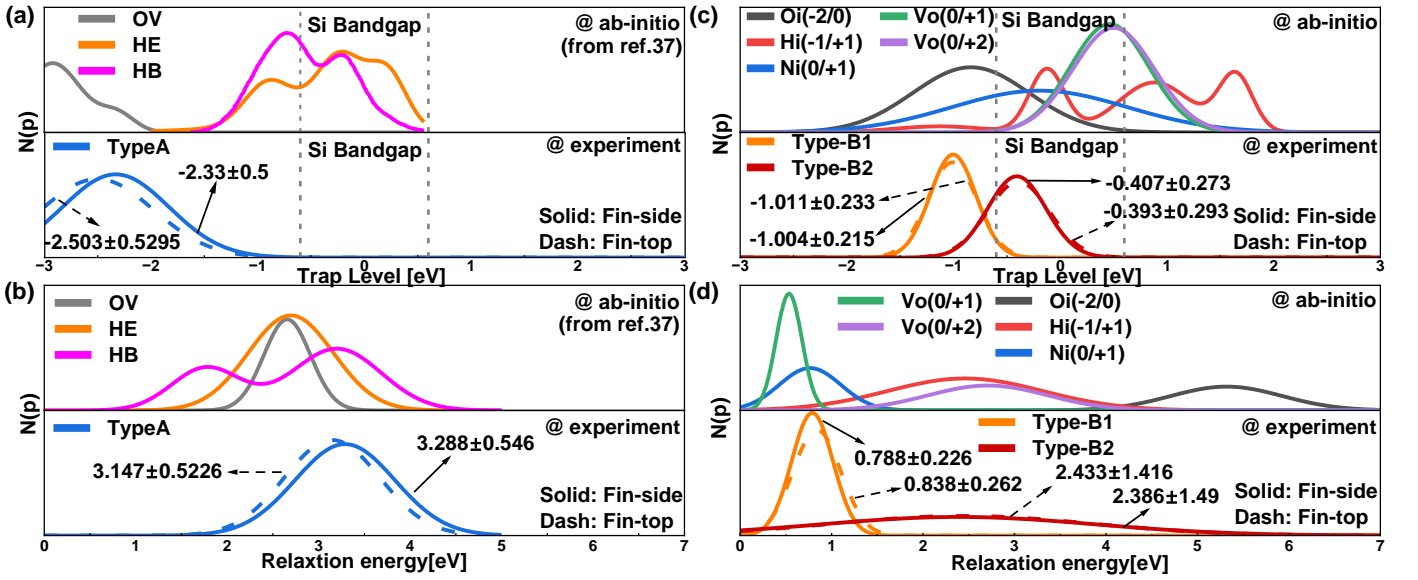 (a)
OV
HE
HB
Si Bandgap
@ ab-initio
(from ref.37)
N(p)
TypeA
Si Bandgap
@ experiment
-2.33±0.5
-2.503±0.5295
Solid: Fin-side
Dash: Fin-top
-3 -2 -1 0 1 2 3
Trap Level [eV]
(b)
OV
HE
HB
@ ab-initio
(from ref.37)
N(p)
TypeA
@ experiment
3.288±0.546
3.147±0.5226
Solid: Fin-side
Dash: Fin-top
0 1 2 3 4 5 6 7
Relaxtion energy[eV]
(c)
Oi(-2/0)
Vo(0/+1)
Hi(-1/+1)
Vo(0/+2)
Ni(0/+1)
Si Bandgap
@ ab-initio
N(p)
Type-B1
Type-B2
Si Bandgap
@ experiment
-1.011±0.233
-1.004±0.215
-0.407±0.273
-0.393±0.293
Solid: Fin-side
Dash: Fin-top
-3 -2 -1 0 1 2 3
Trap Level [eV]
(d)
Vo(0/+1)
Oi(-2/0)
Vo(0/+2)
Hi(-1/+1)
Ni(0/+1)
@ ab-initio
N(p)
Type-B1
Type-B2
@ experiment
0.788±0.226
0.838±0.262
2.433±1.416
2.386±1.49
Solid: Fin-side
Dash: Fin-top
0 1 2 3 4 5 6 7
Relaxation energy[eV]